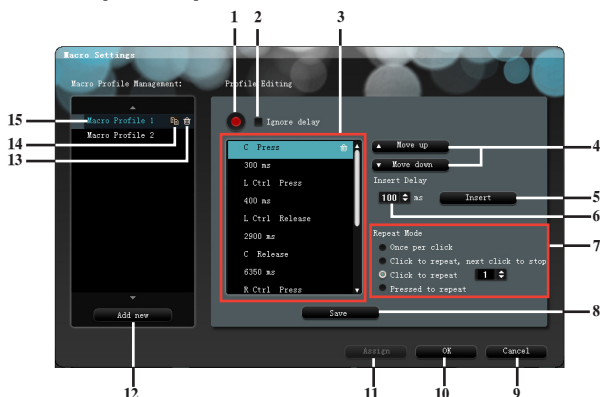 1 2 3
Macro Settings
Macro Profile Management: Profile Editing
Ignore delay
15 Macro Profile 1
14 Macro Profile 2
13
C Press
300 ms
L Ctrl Press
400 ms
L Ctrl Release
2900 ms
C Release
6350 ms
R Ctrl Press
Move up 4
Move down
Insert Delay
100 ms Insert 5
6
Repeat Mode 7
Once per click
Click to repeat, next click to stop
Click to repeat 1
Pressed to repeat
Add new Save 8
Assign OK Cancel
12 11 10 9